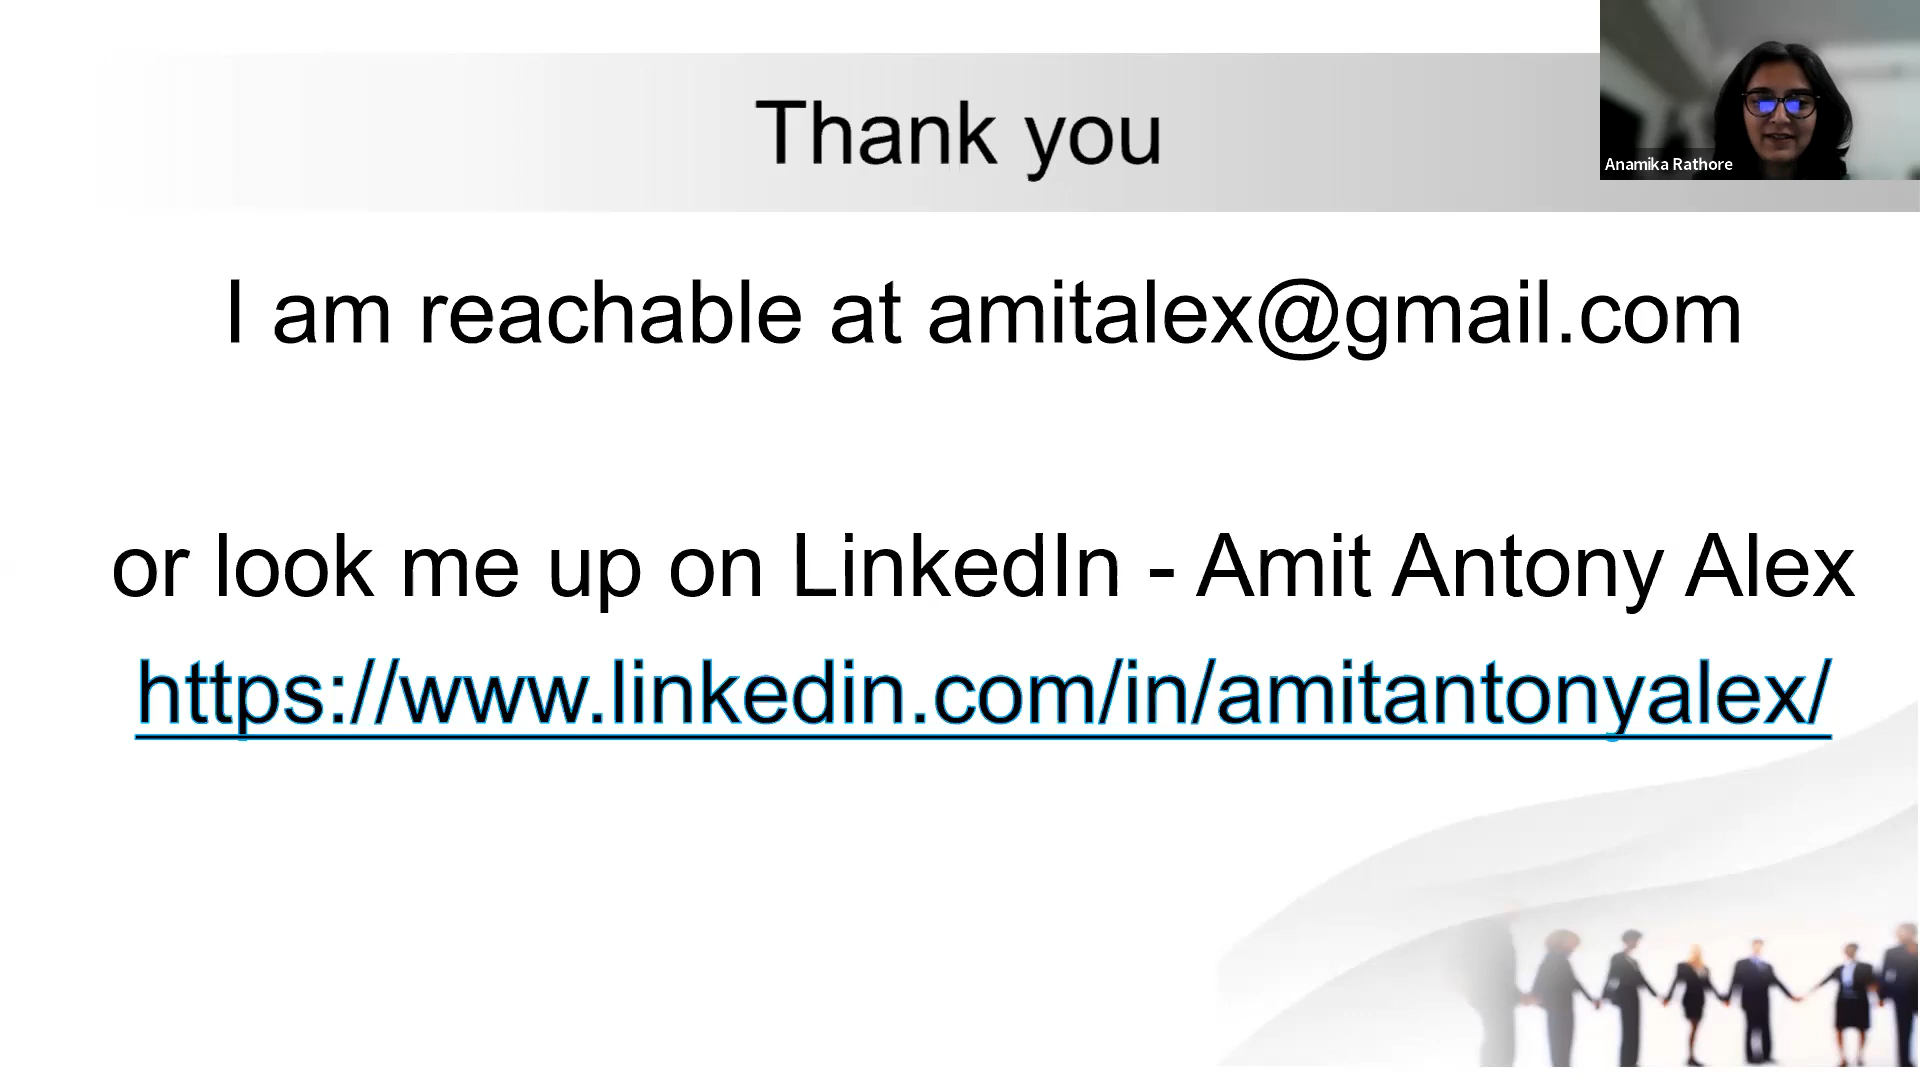 Thank you
Anamika Rathore
I am reachable at amitalex@gmail.com
or look me up on LinkedIn - Amit Antony Alex
https://www.linkedin.com/in/amitantonyalex/